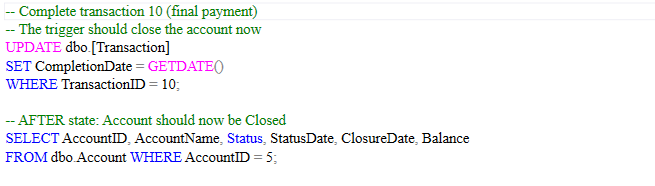 -- Complete transaction 10 (final payment)
-- The trigger should close the account now
UPDATE dbo.[Transaction]
SET CompletionDate = GETDATE()
WHERE TransactionID = 10;
-- AFTER state: Account should now be Closed
SELECT AccountID, AccountName, Status, StatusDate, ClosureDate, Balance
FROM dbo.Account WHERE AccountID = 5;